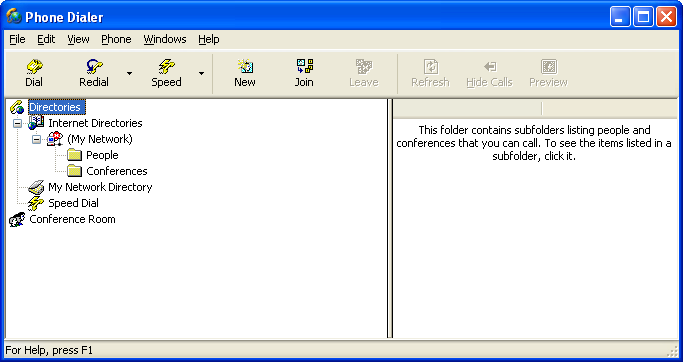 Phone Dialer
File Edit View Phone Windows Help
Dial Redial Speed New Join Leave Refresh Hide Calls Preview
Directories
Internet Directories
(My Network)
People
Conferences
My Network Directory
Speed Dial
Conference Room
This folder contains subfolders listing people and
conferences that you can call. To see the items listed in a
subfolder, click it.
For Help, press F1